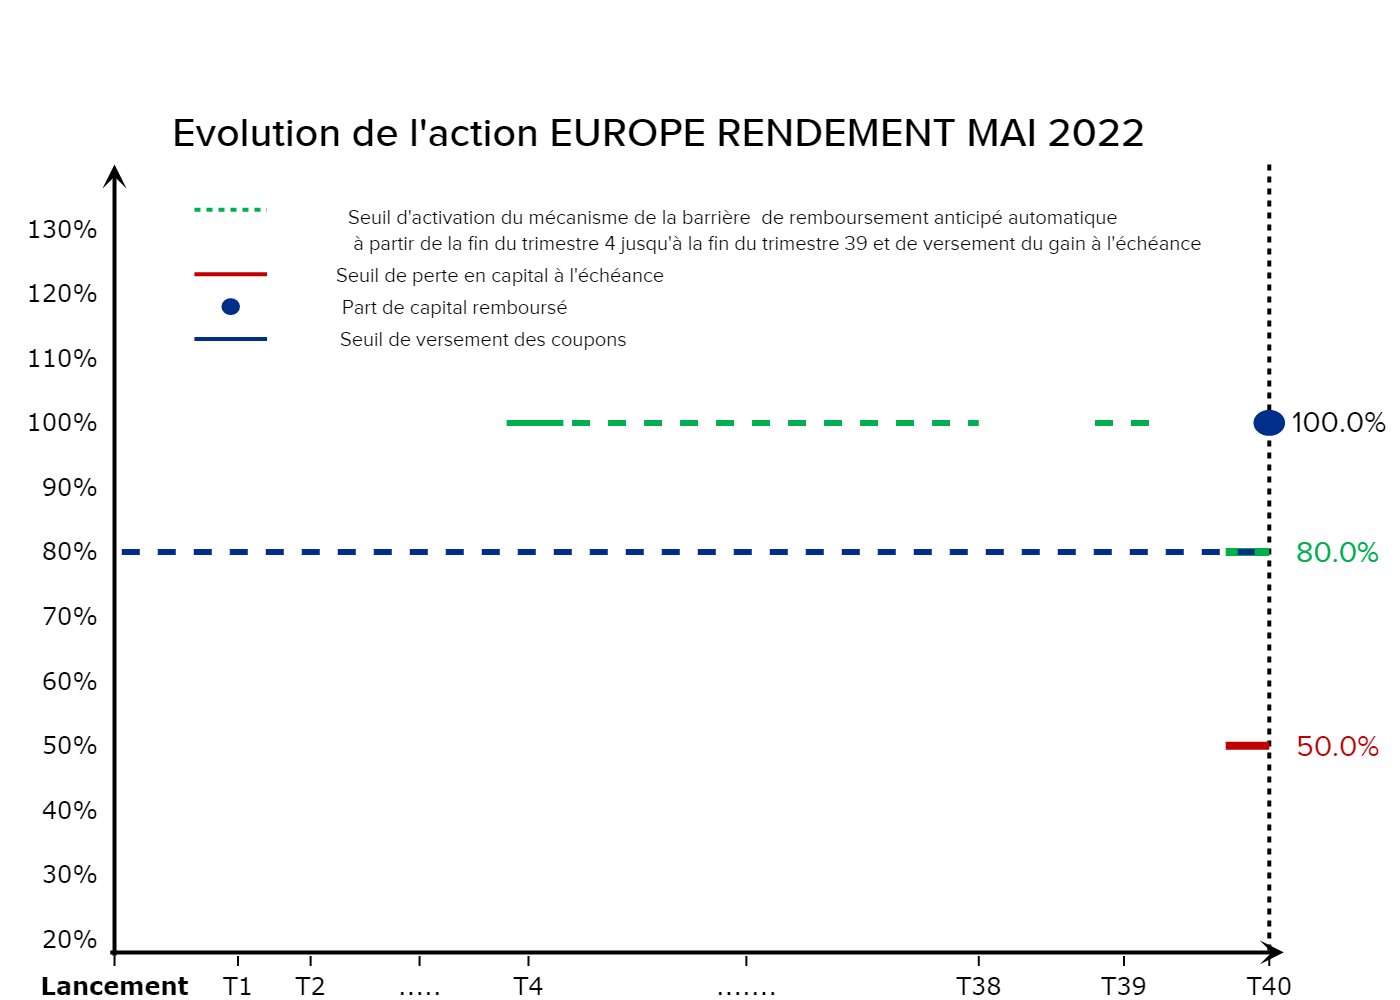 Evolution de l'action EUROPE RENDEMENT MAI 2022
Seuil d'activation du mécanisme de la barrière  de remboursement anticipé automatique
à partir de la fin du trimestre 4 jusqu'à la fin du trimestre 39 et de versement du gain à l'échéance
Seuil de perte en capital à l'échéance
Part de capital remboursé
Seuil de versement des coupons
130%
120%
110%
100%
100.0%
90%
80%
80.0%
70%
60%
50%
50.0%
40%
30%
20%
Lancement T1 T2 ..... T4 ....... T38 T39 T40